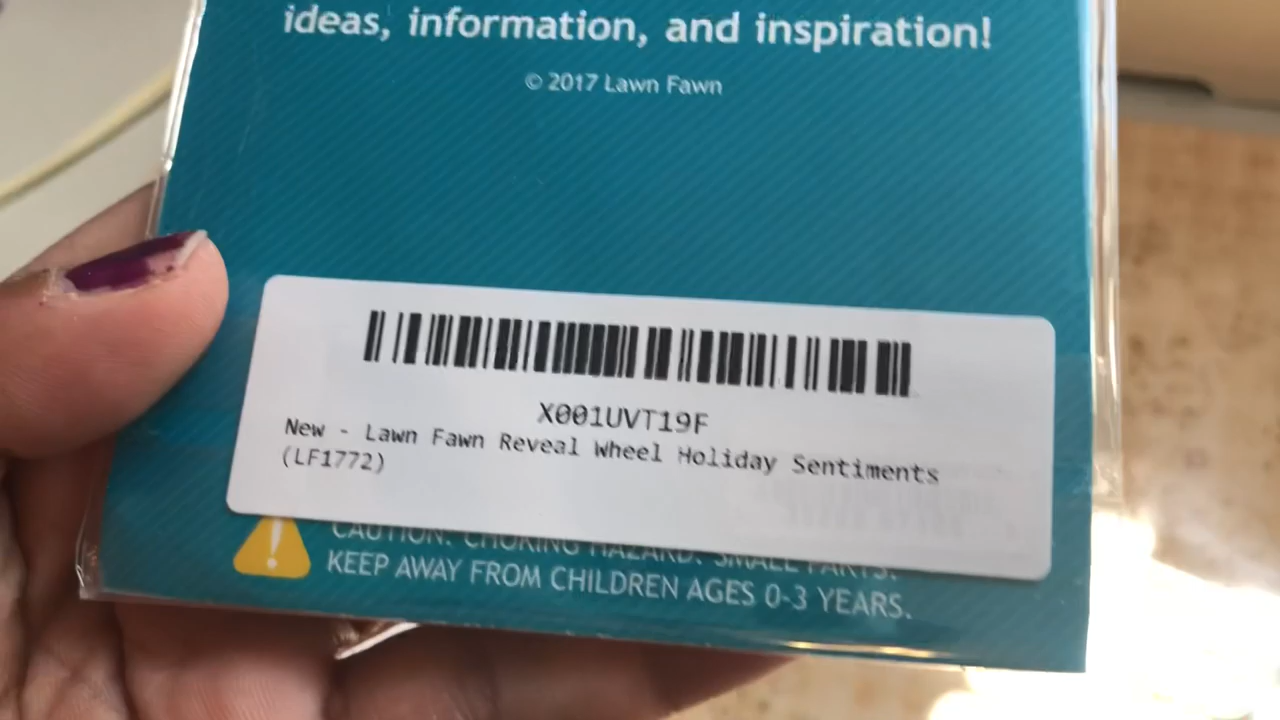 ideas, information, and inspiration!
© 2017 Lawn Fawn
X001UVT19F
New - Lawn Fawn Reveal Wheel Holiday Sentiments
(LF1772)
CAUTION: CHOKING HAZARD. SMALL PARTS.
KEEP AWAY FROM CHILDREN AGES 0-3 YEARS.